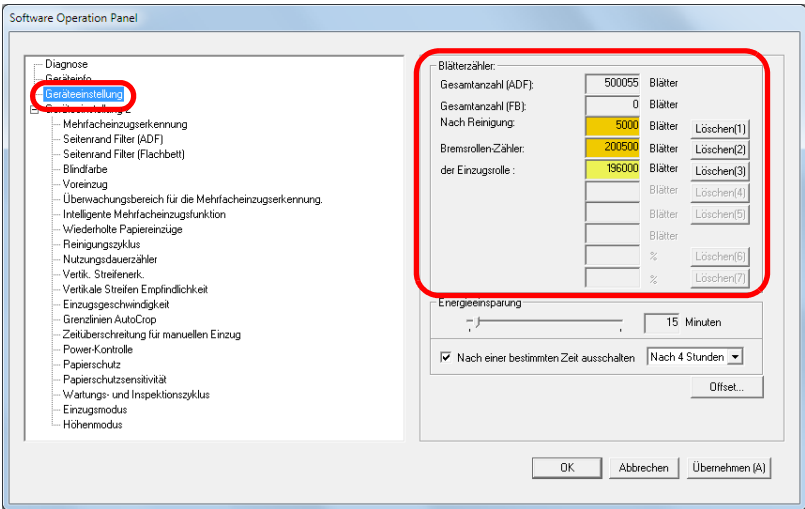 Software Operation Panel
Diagnose
Geräteinfo
Geräteeinstellung
Geräteeinstellung 2
Mehrfacheinzugserkennung
Seitenrand Filter (ADF)
Seitenrand Filter (Flachbett)
Blindfarbe
Voreinzug
Überwachungsbereich für die Mehrfacheinzugserkennung.
Intelligente Mehrfacheinzugsfunktion
Wiederholte Papiereinzüge
Reinigungszyklus
Nutzungsdauerzähler
Vertik. Streifenerk.
Vertikale Streifen Empfindlichkeit
Einzugsgeschwindigkeit
Grenzlinien AutoCrop
Zeitüberschreitung für manuellen Einzug
Power-Kontrolle
Papierschutz
Papierschutzsensitivität
Wartungs- und Inspektionszyklus
Einzugsmodus
Höhenmodus
Blätterzähler:
Gesamtanzahl (ADF): 500055 Blätter
Gesamtanzahl (FB): 0 Blätter
Nach Reinigung: 5000 Blätter Löschen(1)
Bremsrollen-Zähler: 200500 Blätter Löschen(2)
der Einzugsrolle : 196000 Blätter Löschen(3)
Blätter Löschen(4)
Blätter Löschen(5)
Blätter
% Löschen(6)
% Löschen(7)
Energieeinsparung
15 Minuten
Nach einer bestimmten Zeit ausschalten Nach 4 Stunden
Offset...
OK Abbrechen Übernehmen (A)